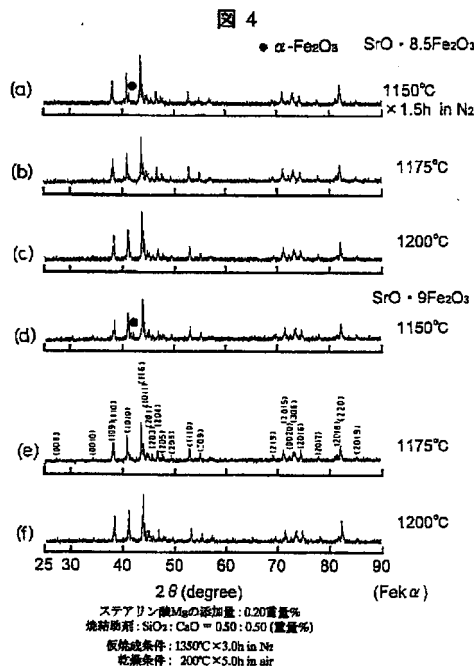 図 4
● α-Fe₂O₃ SrO・8.5Fe₂O₃
(a) 1150℃
×1.5h in N₂
(b) 1175℃
(c) 1200℃
SrO・9Fe₂O₃
(d) 1150℃
(e) 1175℃
(f) 1200℃
25 30 40 50 60 70 80 90
2θ(degree) (Fekα)
ステアリン酸Mgの添加量:0.20重量%
焼結助剤:SiO₂:CaO = 0.50:0.50(重量%)
仮焼成条件:1350℃×3.0h in N₂
乾燥条件:200℃×5.0h in air